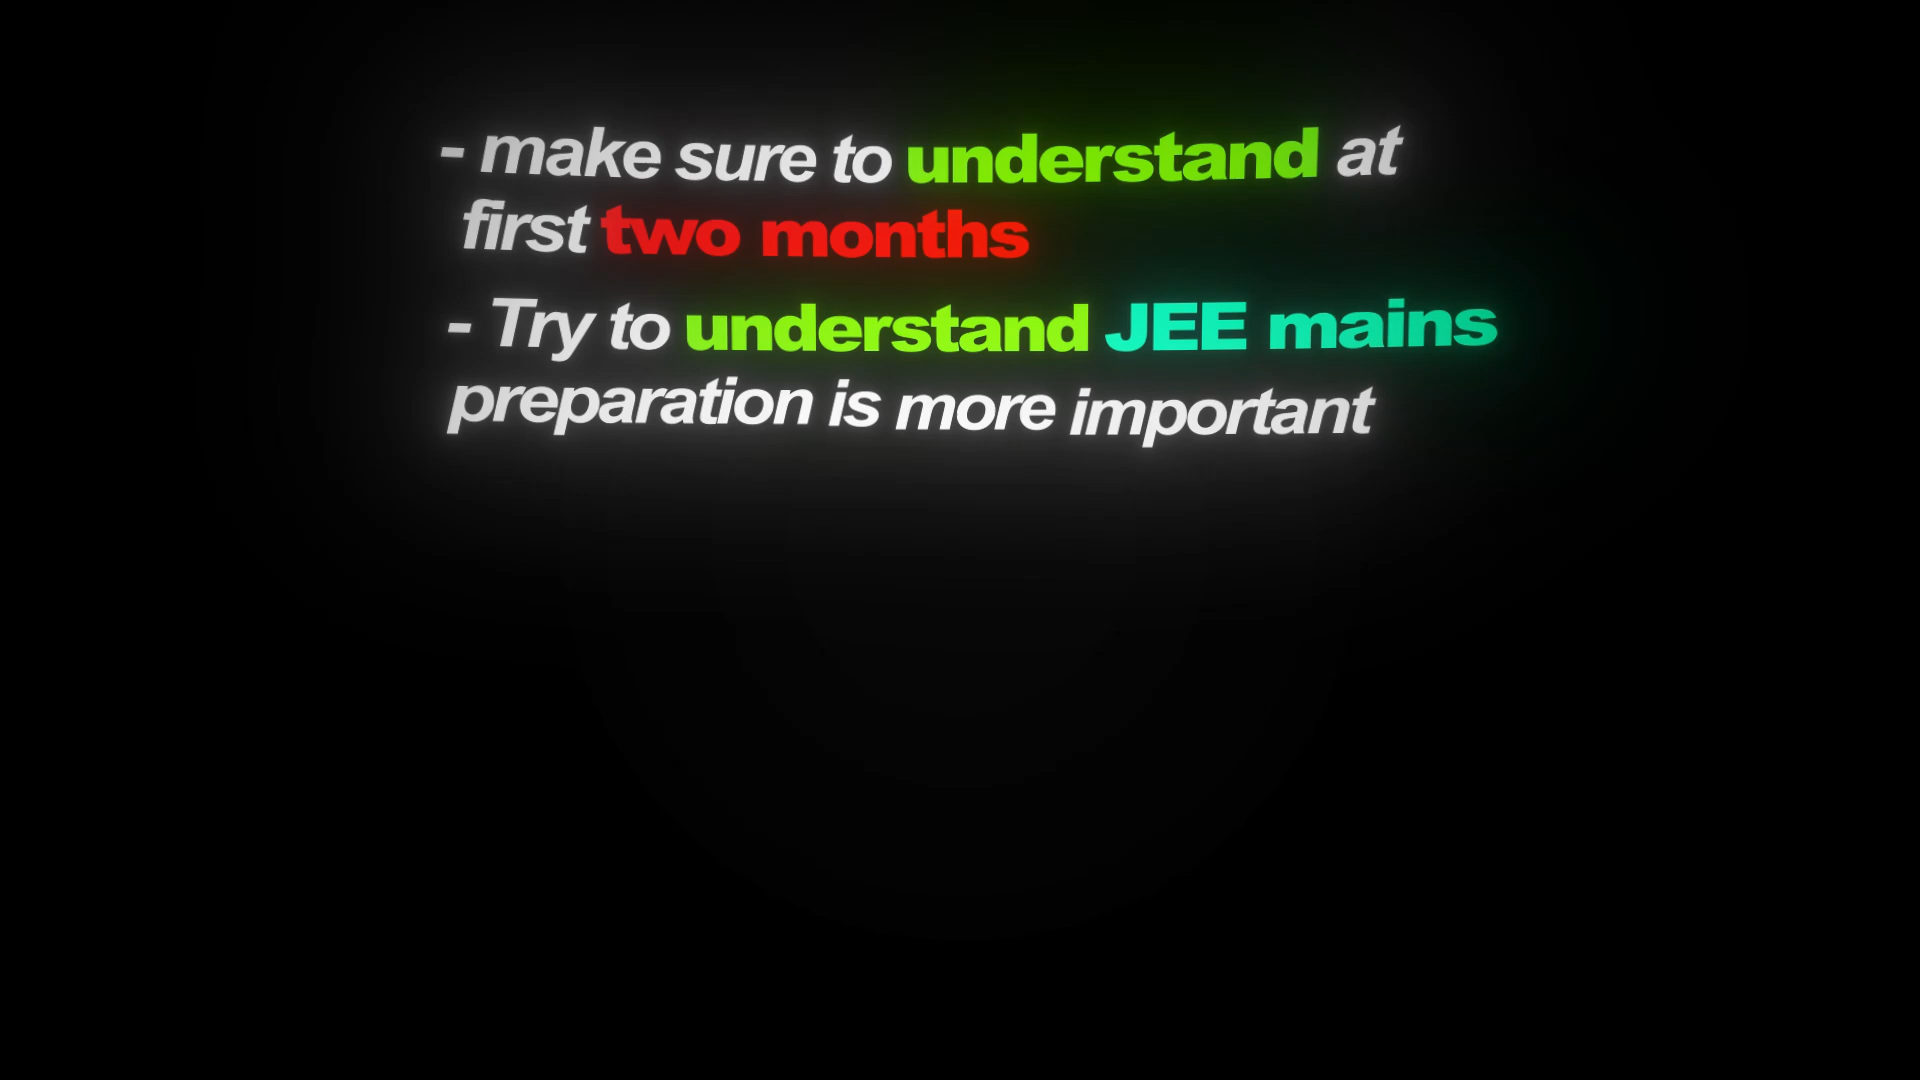 - make sure to understand at
first two months
- Try to understand JEE mains
preparation is more important